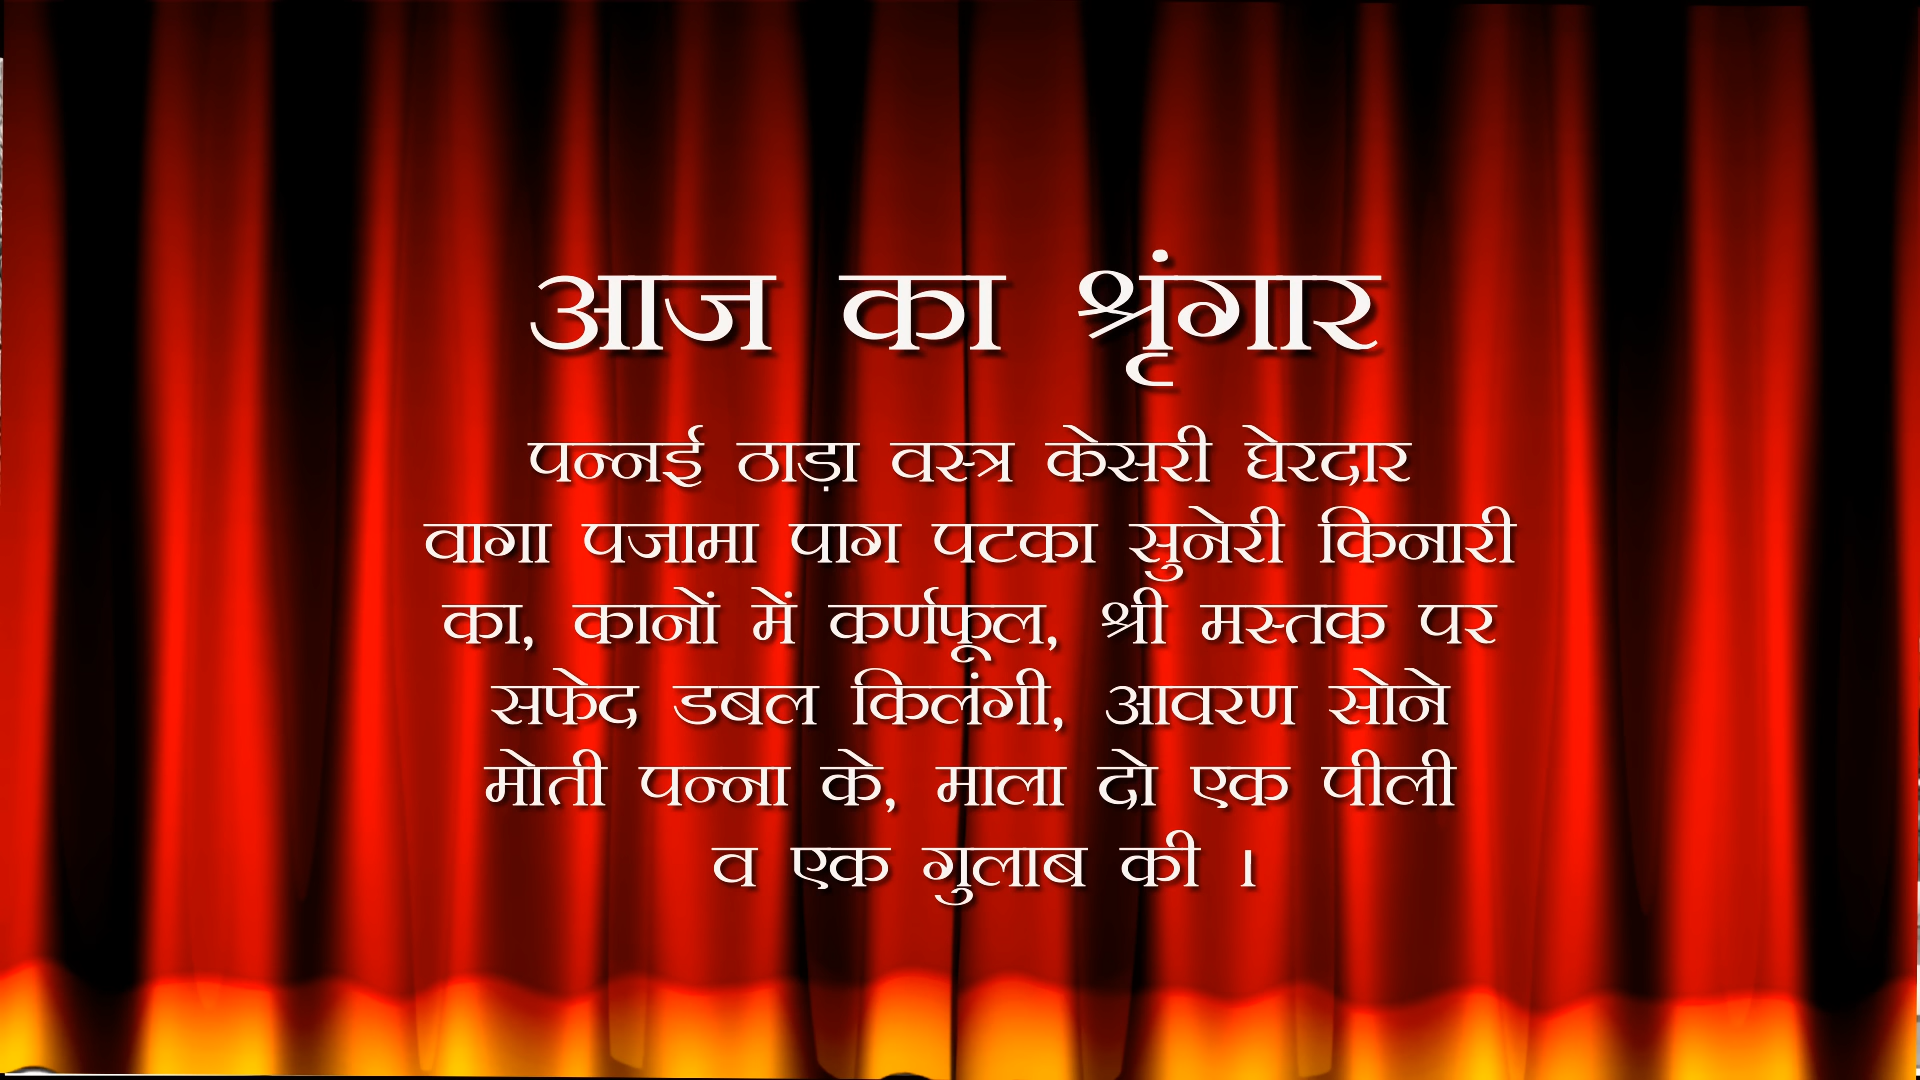 आज का श्रृंगार
पन्नई ठाड़ा वस्त्र केसरी घेरदार
वागा पजामा पाग पटका सुनेरी किनारी
का, कानों में कर्णफूल, श्री मस्तक पर
सफेद डबल किलंगी, आवरण सोने
मोती पन्ना के, माला दो एक पीली
व एक गुलाब की ।